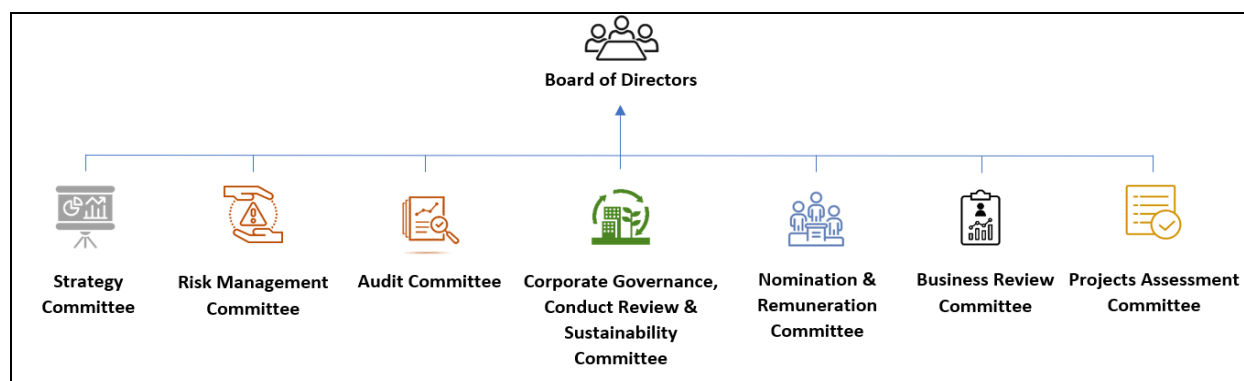 Board of Directors
Strategy
Committee
Risk Management
Committee
Audit Committee
Corporate Governance,
Conduct Review &
Sustainability
Committee
Nomination &
Remuneration
Committee
Business Review
Committee
Projects Assessment
Committee